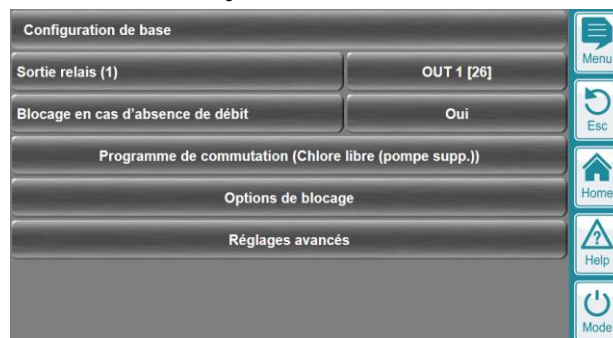 Configuration de base
Sortie relais (1)
OUT 1 [26]
Blocage en cas d'absence de débit
Oui
Programme de commutation (Chlore libre (pompe supp.))
Options de blocage
Réglages avancés
Menu
Esc
Home
Help
Mode